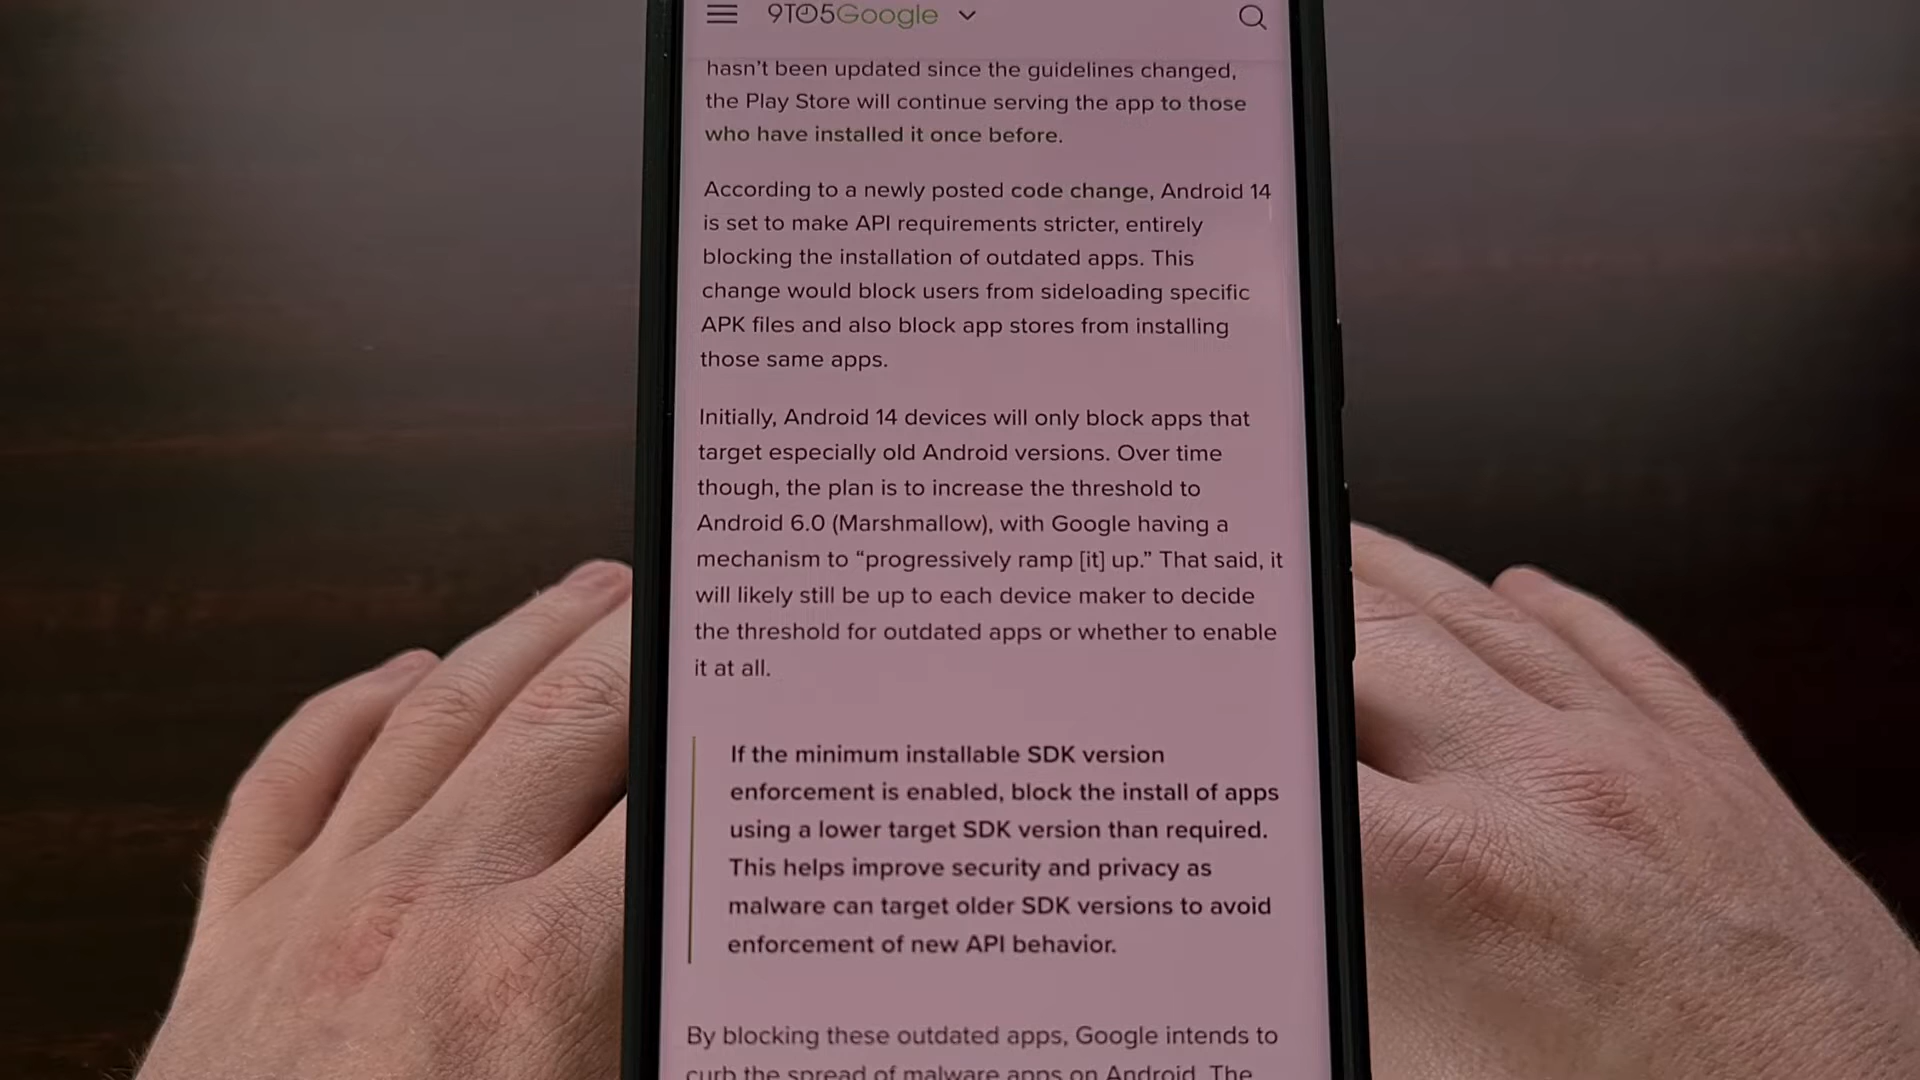 9TO5Google
hasn't been updated since the guidelines changed,
the Play Store will continue serving the app to those
who have installed it once before.
According to a newly posted code change, Android 14
is set to make API requirements stricter, entirely
blocking the installation of outdated apps. This
change would block users from sideloading specific
APK files and also block app stores from installing
those same apps.
Initially, Android 14 devices will only block apps that
target especially old Android versions. Over time
though, the plan is to increase the threshold to
Android 6.0 (Marshmallow), with Google having a
mechanism to “progressively ramp [it] up.” That said, it
will likely still be up to each device maker to decide
the threshold for outdated apps or whether to enable
it at all.
If the minimum installable SDK version
enforcement is enabled, block the install of apps
using a lower target SDK version than required.
This helps improve security and privacy as
malware can target older SDK versions to avoid
enforcement of new API behavior.
By blocking these outdated apps, Google intends to
curb the spread of malware apps on Android. The